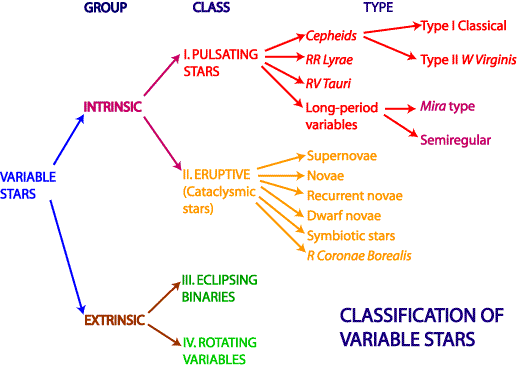 GROUP CLASS TYPE
Cepheids
Type I Classical
Type II W Virginis
I. PULSATING
STARS
RR Lyrae
RV Tauri
Long-period
variables
Mira type
Semiregular
INTRINSIC
VARIABLE
STARS
II. ERUPTIVE
(Cataclysmic
stars)
Supernovae
Novae
Recurrent novae
Dwarf novae
Symbiotic stars
R Coronae Borealis
III. ECLIPSING
BINARIES
EXTRINSIC
IV. ROTATING
VARIABLES
CLASSIFICATION OF
VARIABLE STARS